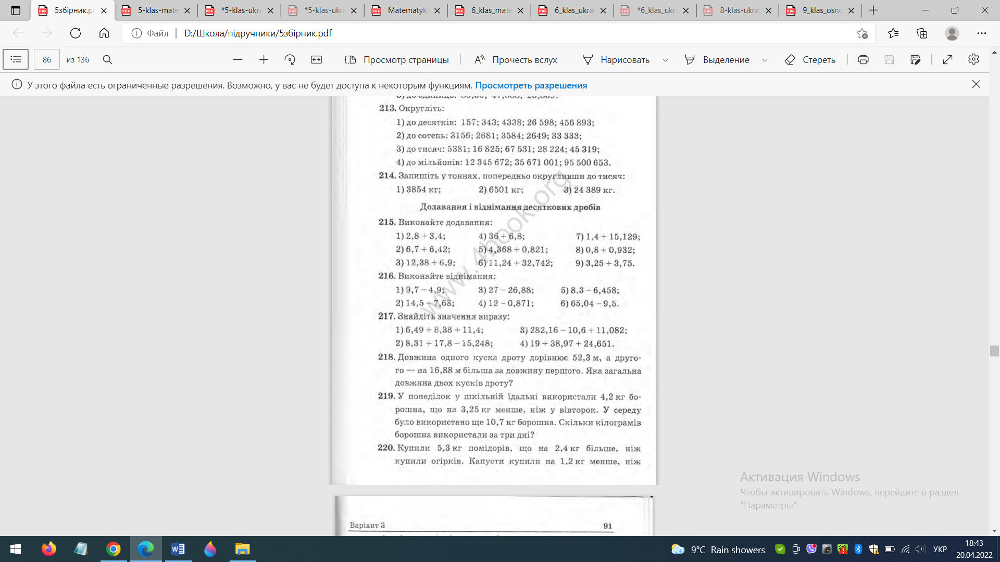 5збірник.pc
5-klas-mate
*5-klas-ukra
*5-klas-ukra
Matematyk
6_klas_mate
6_klas_ukra
*6_klas_ukr
8-klas-ukra
9_klas_osno
Файл D:/Школа/підручники/5збірник.pdf
86 из 136 Просмотр страницы Прочесть вслух Нарисовать Выделение Стереть
У этого файла есть ограниченные разрешения. Возможно, у вас не будет доступа к некоторым функциям. Просмотреть разрешения
213. Округліть:
1) до десятків: 157; 343; 4338; 26 598; 456 893;
2) до сотень: 3156; 2681; 3584; 2649; 33 333;
3) до тисяч: 5381; 16 825; 67 531; 28 224; 45 319;
4) до мільйонів: 12 345 672; 35 671 001; 95 500 653.
214. Запишіть у тоннах, попередньо округливши до тисяч:
1) 3854 кг; 2) 6501 кг; 3) 24 389 кг.
Додавання і віднімання десяткових дробів
215. Виконайте додавання:
1) 2,8 + 3,4; 4) 36 + 6,8; 7) 1,4 + 15,129;
2) 6,7 + 6,42; 5) 4,368 + 0,821; 8) 0,8 + 0,932;
3) 12,38 + 6,9; 6) 11,24 + 32,742; 9) 3,25 + 3,75.
216. Виконайте віднімання:
1) 9,7 – 4,9; 3) 27 – 26,88; 5) 8,3 – 6,458;
2) 14,5 – 7,68; 4) 12 – 0,871; 6) 65,04 – 9,5.
217. Знайдіть значення виразу:
1) 6,49 + 8,38 + 11,4; 3) 282,16 – 10,6 + 11,082;
2) 8,31 + 17,8 – 15,248; 4) 19 + 38,97 + 24,651.
218. Довжина одного куска дроту дорівнює 52,3 м, а друго-
го — на 16,88 м більша за довжину першого. Яка загальна
довжина двох кусків дроту?
219. У понеділок у шкільній їдальні використали 4,2 кг бо-
рошна, що на 3,25 кг менше, ніж у вівторок. У середу
було використано ще 10,7 кг борошна. Скільки кілограмів
борошна використали за три дні?
220. Купили 5,3 кг помідорів, що на 2,4 кг більше, ніж
купили огірків. Капусти купили на 1,2 кг менше, ніж
www.4book.org
Варіант 3 91
Активация Windows
Чтобы активировать Windows, перейдите в раздел
"Параметры".
9°C Rain showers УКР
18:43
20.04.2022